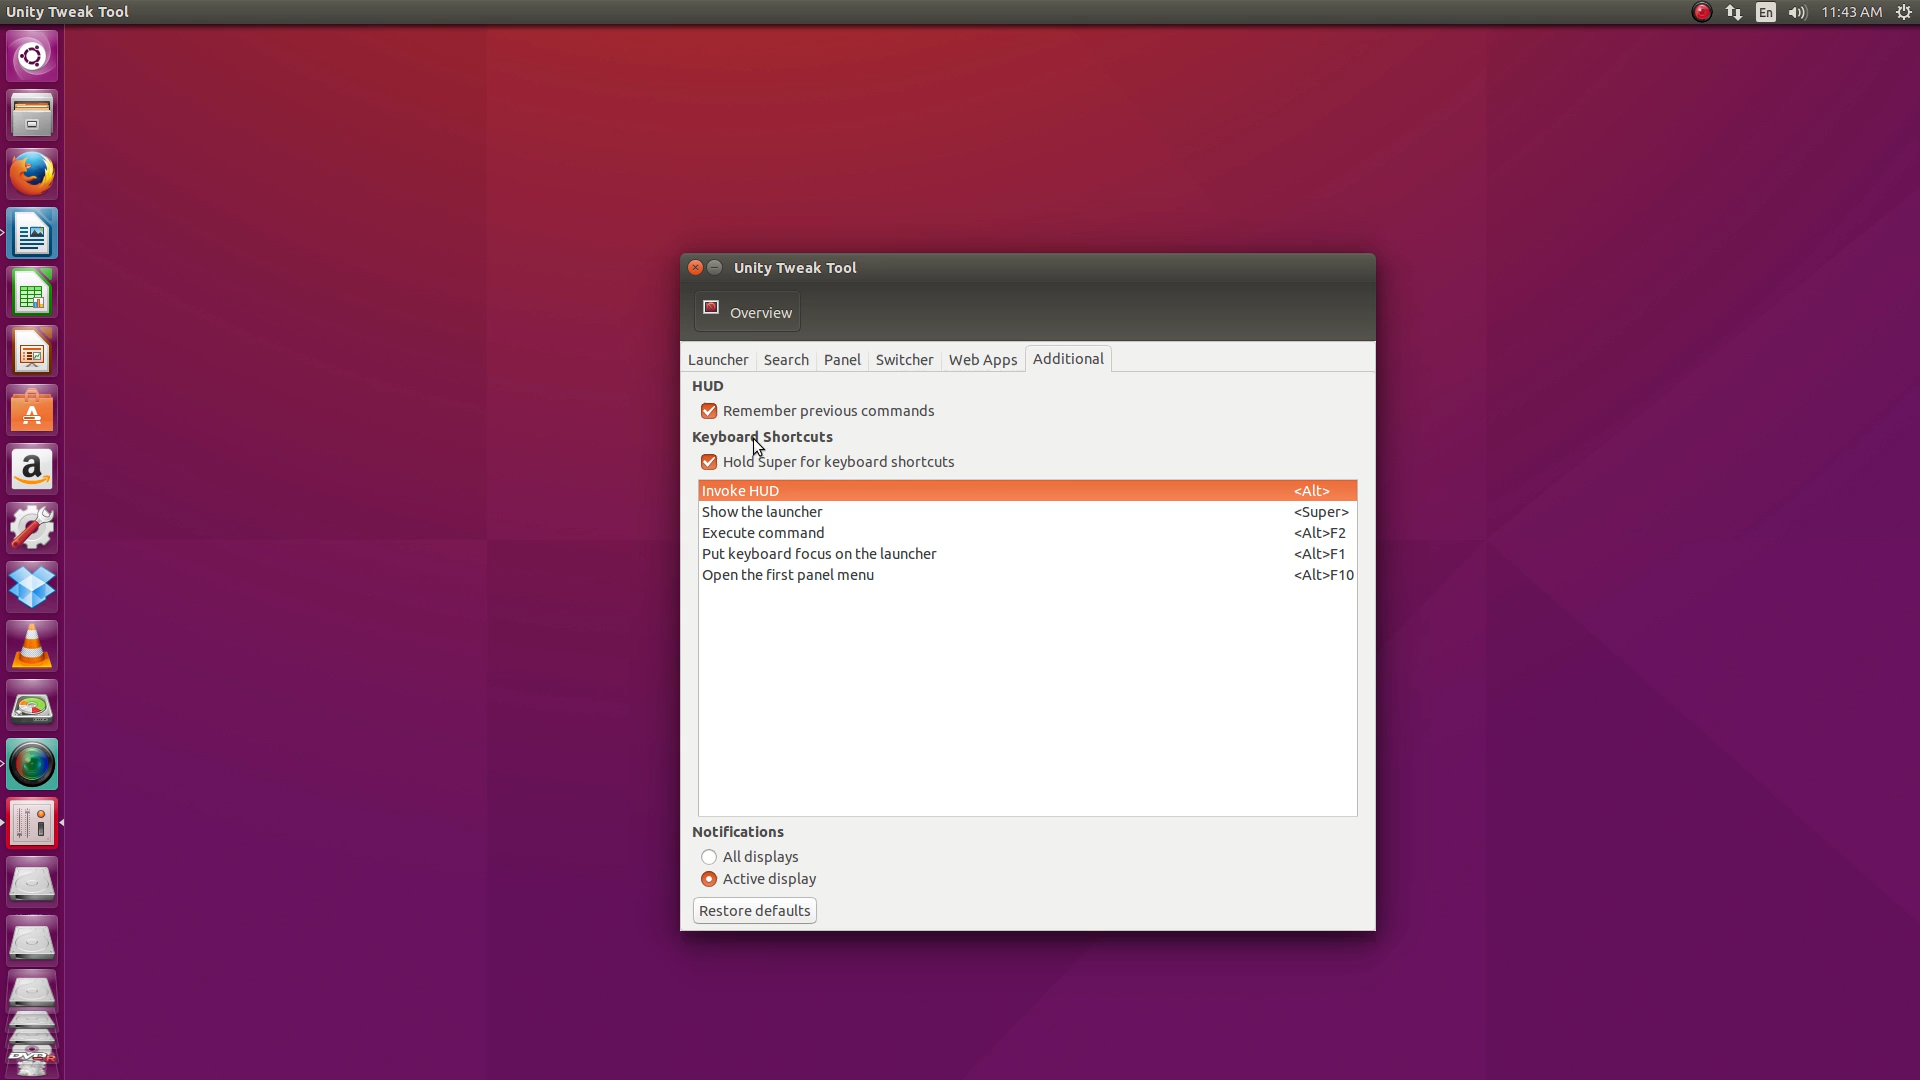 Unity Tweak Tool
En
11:43 AM
Unity Tweak Tool
Overview
Launcher Search Panel Switcher Web Apps Additional
HUD
Remember previous commands
Keyboard Shortcuts
Hold Super for keyboard shortcuts
Invoke HUD <Alt>
Show the launcher <Super>
Execute command <Alt>F2
Put keyboard focus on the launcher <Alt>F1
Open the first panel menu <Alt>F10
Notifications
All displays
Active display
Restore defaults